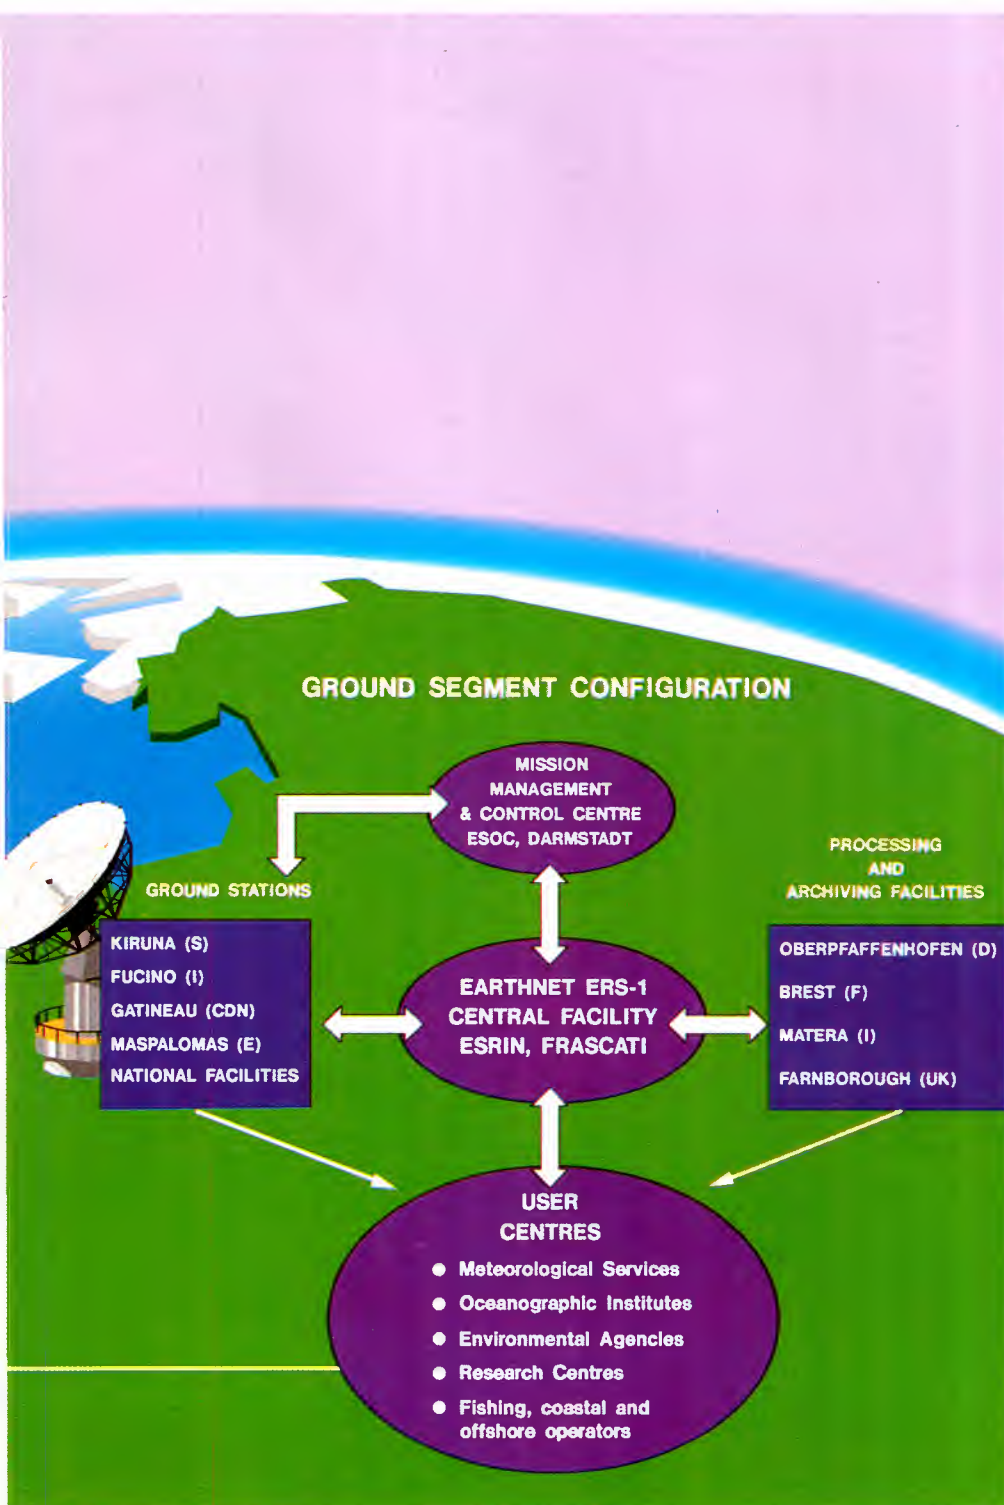 GROUND SEGMENT CONFIGURATION
MISSION
MANAGEMENT
& CONTROL CENTRE
ESOC, DARMSTADT
GROUND STATIONS
KIRUNA (S)
FUCINO (I)
GATINEAU (CDN)
MASPALOMAS (E)
NATIONAL FACILITIES
EARTHNET ERS-1
CENTRAL FACILITY
ESRIN, FRASCATI
PROCESSING
AND
ARCHIVING FACILITIES
OBERPFAFFENHOFEN (D)
BREST (F)
MATERA (I)
FARNBOROUGH (UK)
USER
CENTRES
● Meteorological Services
● Oceanographic Institutes
● Environmental Agencies
● Research Centres
● Fishing, coastal and
offshore operators